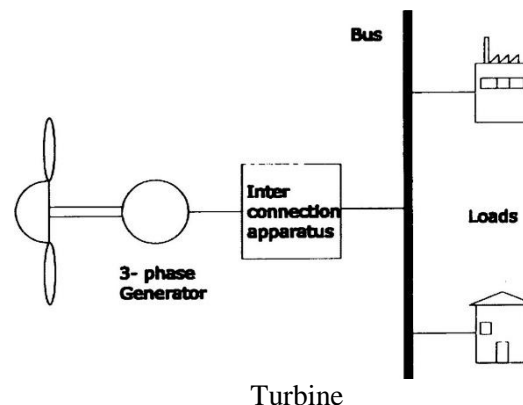 Bus
Inter
connection
apparatus
Loads
3- phase
Generator
Turbine